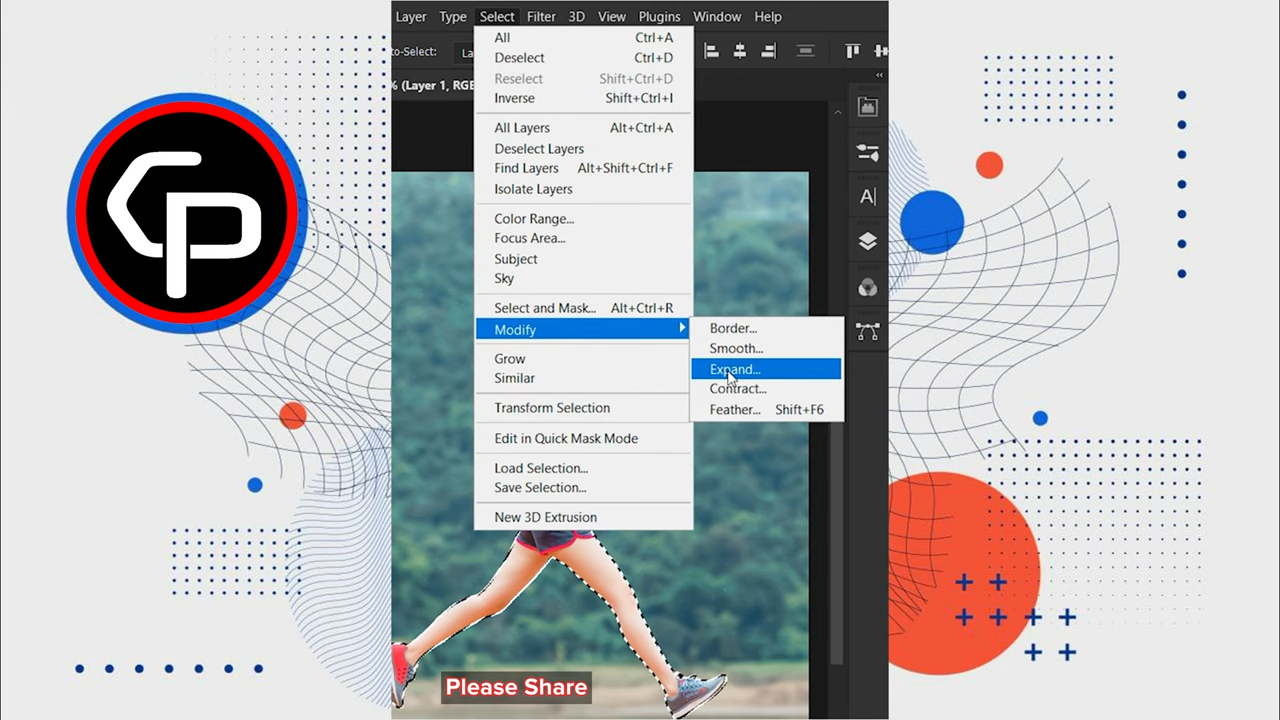 Layer Type Select Filter 3D View Plugins Window Help
to-Select: La
% (Layer 1, RGB
All Ctrl+A
Deselect Ctrl+D
Reselect Shift+Ctrl+D
Inverse Shift+Ctrl+I
All Layers Alt+Ctrl+A
Deselect Layers
Find Layers Alt+Shift+Ctrl+F
Isolate Layers
Color Range...
Focus Area...
Subject
Sky
Select and Mask... Alt+Ctrl+R
Modify
Border...
Smooth...
Expand...
Contract...
Feather... Shift+F6
Grow
Similar
Transform Selection
Edit in Quick Mask Mode
Load Selection...
Save Selection...
New 3D Extrusion
CP
Please Share